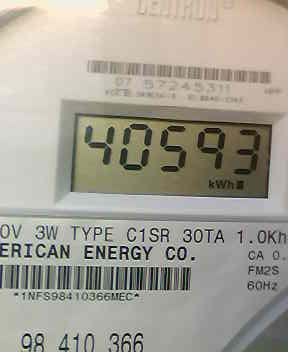 CENTRON®
07 57245311
40593
kWh
0V 3W TYPE C1SR 30TA 1.0Kh
ERICAN ENERGY CO.
CA 0.
FM2S
60Hz
*1NFS98410366MEC*
98 410 366